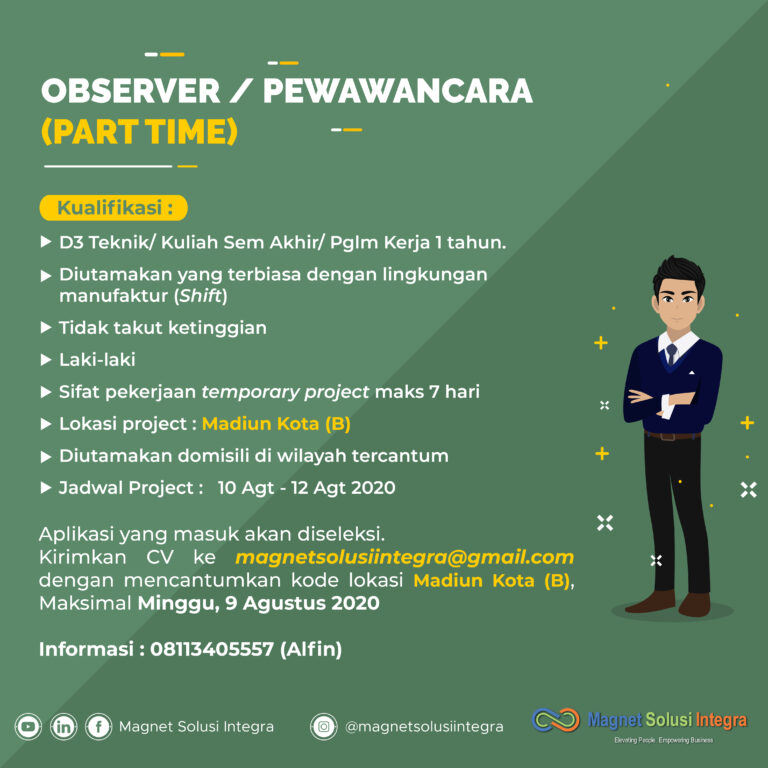 OBSERVER / PEWAWANCARA
(PART TIME)
Kualifikasi :
D3 Teknik/ Kuliah Sem Akhir/ Pglm Kerja 1 tahun.
Diutamakan yang terbiasa dengan lingkungan
manufaktur (Shift)
Tidak takut ketinggian
Laki-laki
Sifat pekerjaan temporary project maks 7 hari
Lokasi project : Madiun Kota (B)
Diutamakan domisili di wilayah tercantum
Jadwal Project : 10 Agt - 12 Agt 2020
Aplikasi yang masuk akan diseleksi.
Kirimkan CV ke magnetsolusiintegra@gmail.com
dengan mencantumkan kode lokasi Madiun Kota (B),
Maksimal Minggu, 9 Agustus 2020
Informasi : 08113405557 (Alfin)
Magnet Solusi Integra
@magnetsolusiintegra
Magnet Solusi Integra
Elevating People. Empowering Business